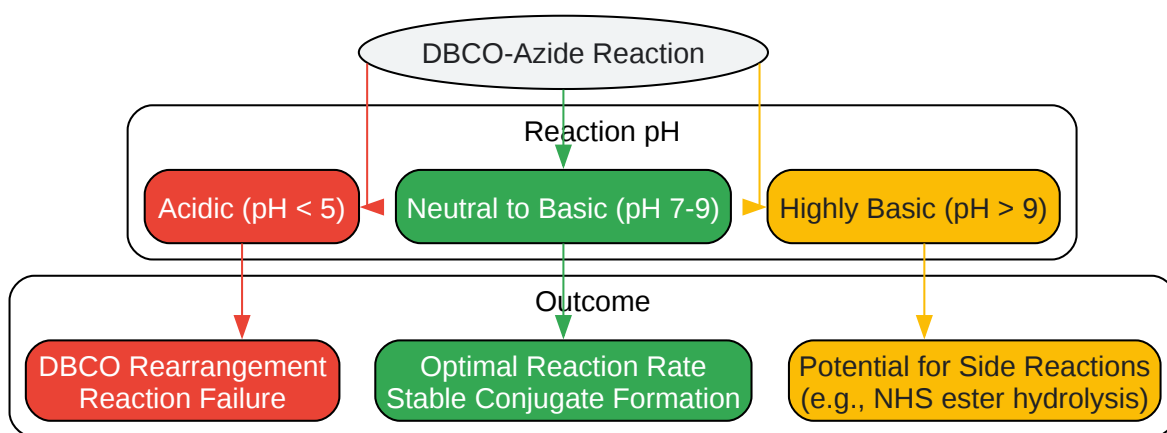 DBCO-Azide Reaction
Reaction pH
Acidic (pH < 5)
Neutral to Basic (pH 7-9)
Highly Basic (pH > 9)
Outcome
DBCO Rearrangement
Reaction Failure
Optimal Reaction Rate
Stable Conjugate Formation
Potential for Side Reactions
(e.g., NHS ester hydrolysis)